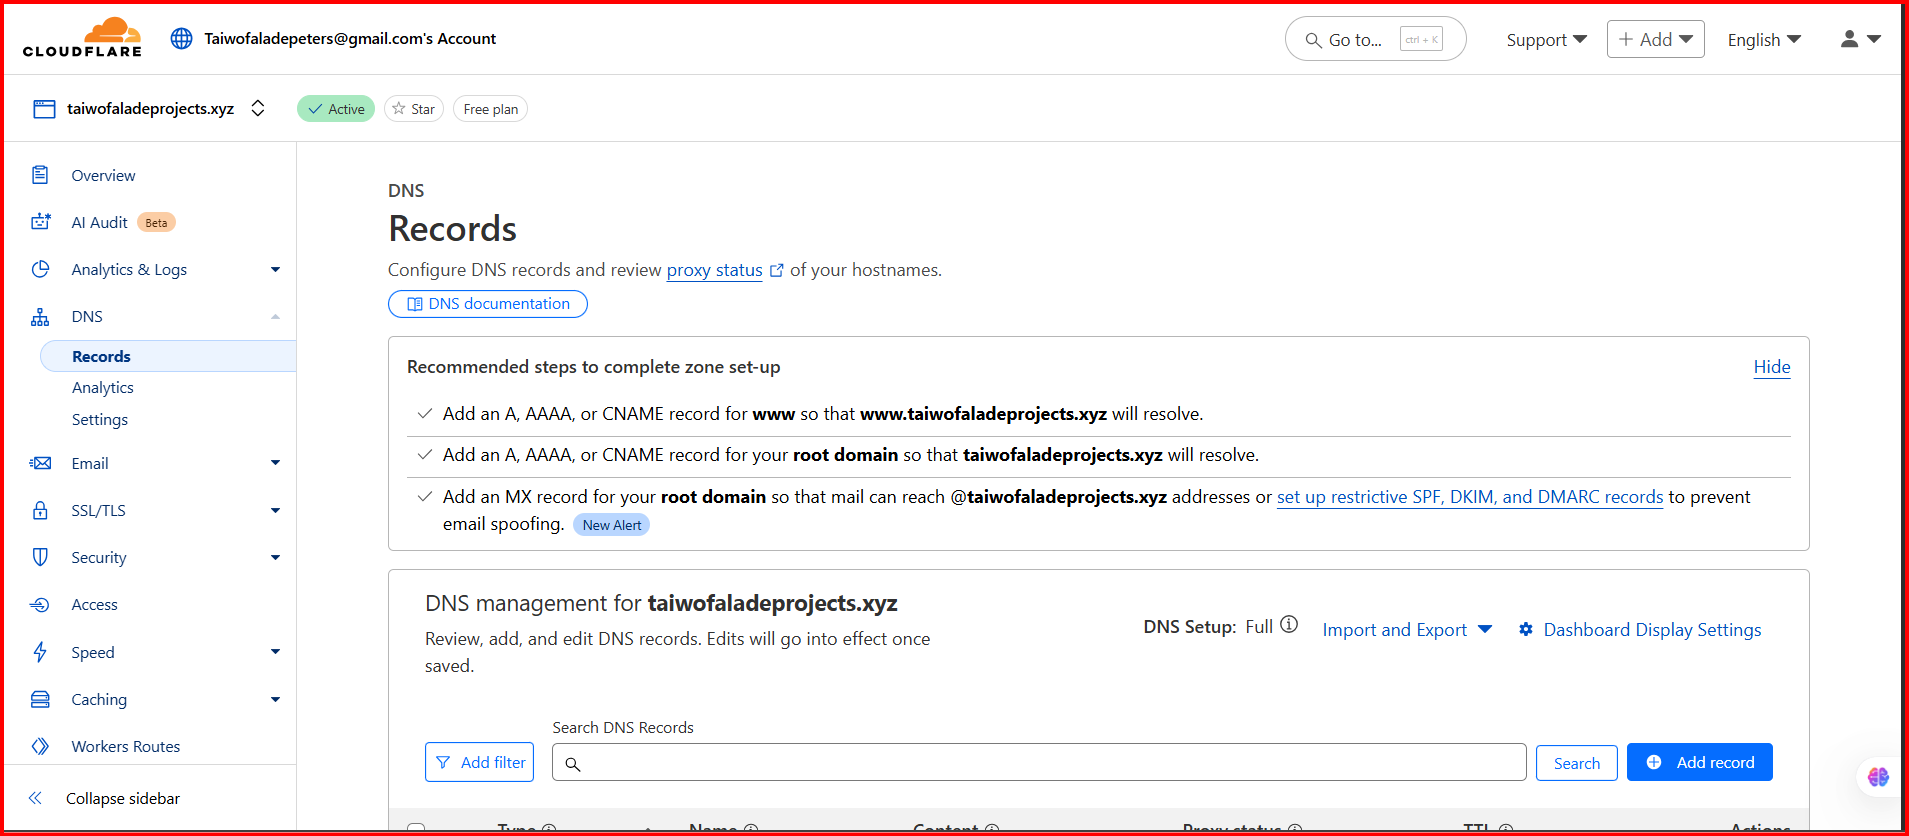 CLOUDFLARE
Taiwofaladepeters@gmail.com's Account
Go to... ctrl + K
Support
+ Add
English
taiwofaladeprojects.xyz
Active
Star
Free plan
Overview
AI Audit Beta
Analytics & Logs
DNS
Records
Analytics
Settings
Email
SSL/TLS
Security
Access
Speed
Caching
Workers Routes
Collapse sidebar
DNS
Records
Configure DNS records and review proxy status of your hostnames.
DNS documentation
Recommended steps to complete zone set-up
Hide
Add an A, AAAA, or CNAME record for www so that www.taiwofaladeprojects.xyz will resolve.
Add an A, AAAA, or CNAME record for your root domain so that taiwofaladeprojects.xyz will resolve.
Add an MX record for your root domain so that mail can reach @taiwofaladeprojects.xyz addresses or set up restrictive SPF, DKIM, and DMARC records to prevent
email spoofing. New Alert
DNS management for taiwofaladeprojects.xyz
Review, add, and edit DNS records. Edits will go into effect once
saved.
DNS Setup: Full
Import and Export
Dashboard Display Settings
Search DNS Records
Add filter
Search
Add record
Type Name Content Proxy status TTL Actions